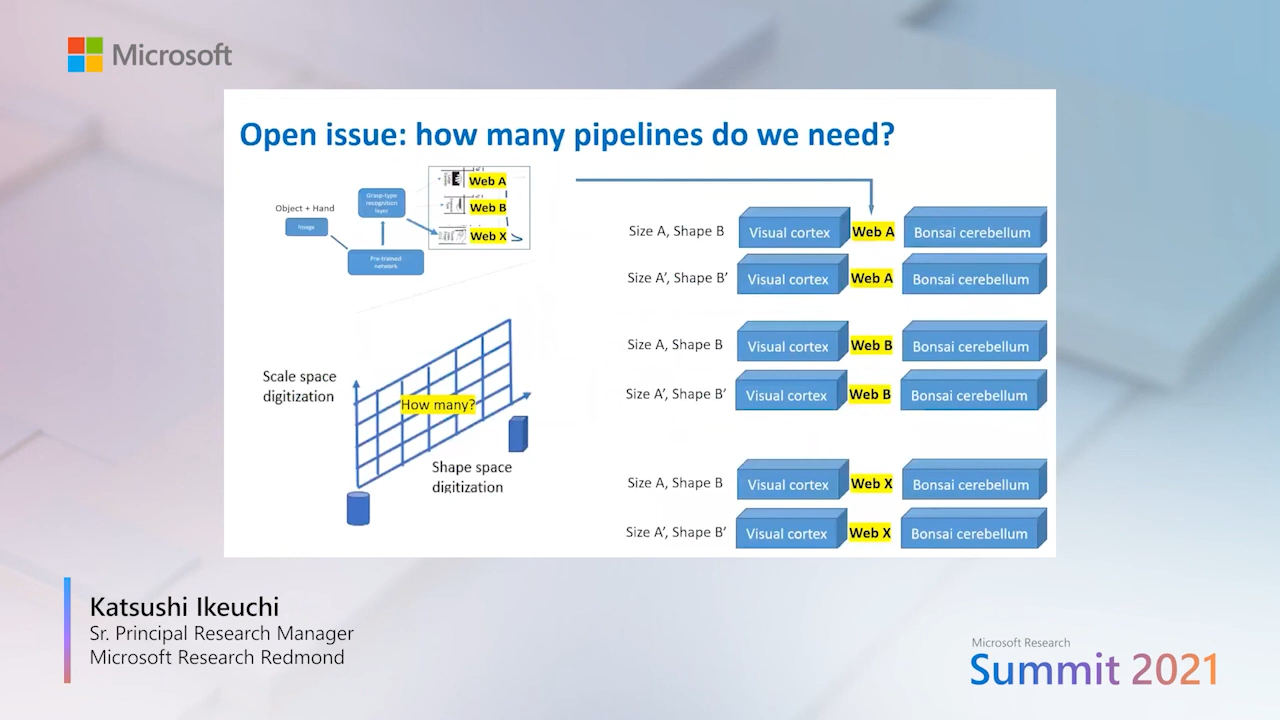 Microsoft
Open issue: how many pipelines do we need?
Object + Hand
Image
Grasp-type
recognition
layer
Pre-trained
network
Web A
Web B
Web X
Scale space
digitization
How many?
Shape space
digitization
Size A, Shape B
Visual cortex
Web A
Bonsai cerebellum
Size A’, Shape B’
Visual cortex
Web A
Bonsai cerebellum
Size A, Shape B
Visual cortex
Web B
Bonsai cerebellum
Size A’, Shape B’
Visual cortex
Web B
Bonsai cerebellum
Size A, Shape B
Visual cortex
Web X
Bonsai cerebellum
Size A’, Shape B’
Visual cortex
Web X
Bonsai cerebellum
Katsushi Ikeuchi
Sr. Principal Research Manager
Microsoft Research Redmond
Microsoft Research
Summit 2021